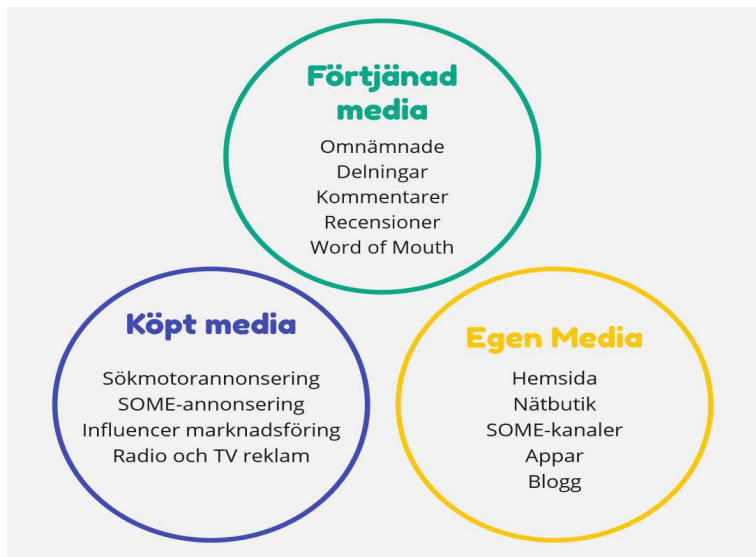 Förtjänad
media
Omnämnade
Delningar
Kommentarer
Recensioner
Word of Mouth
Köpt media
Sökmotorannonsering
SOME-annonsering
Influencer marknadsföring
Radio och TV reklam
Egen Media
Hemsida
Nätbutik
SOME-kanaler
Appar
Blogg